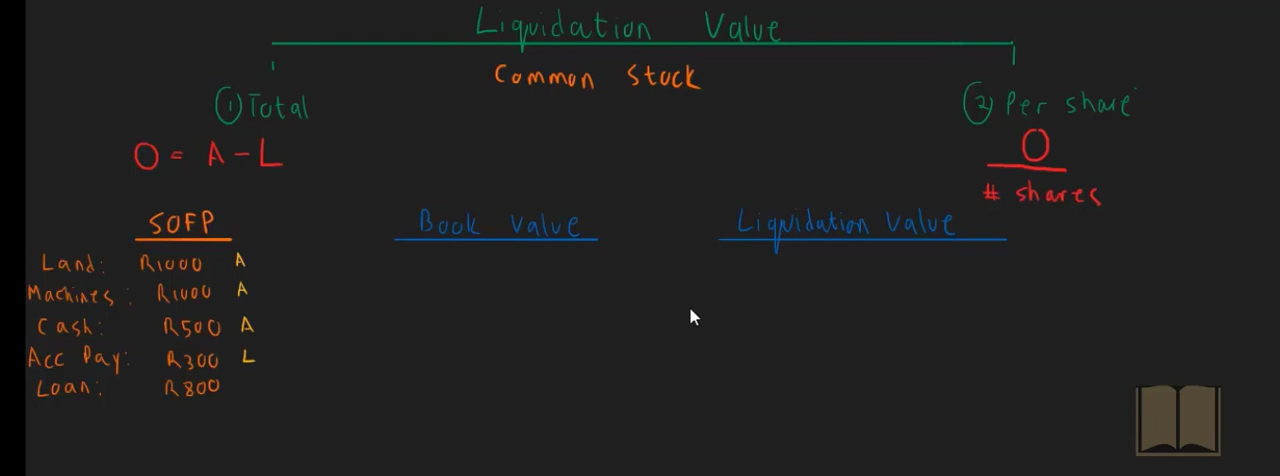 Liquidation Value
Common Stock
① Total
② Per share
O = A - L
O
# shares
SOFP
Book Value
Liquidation Value
Land: R1000 A
Machines: R1000 A
Cash: R500 A
Acc Pay: R300 L
Loan: R800